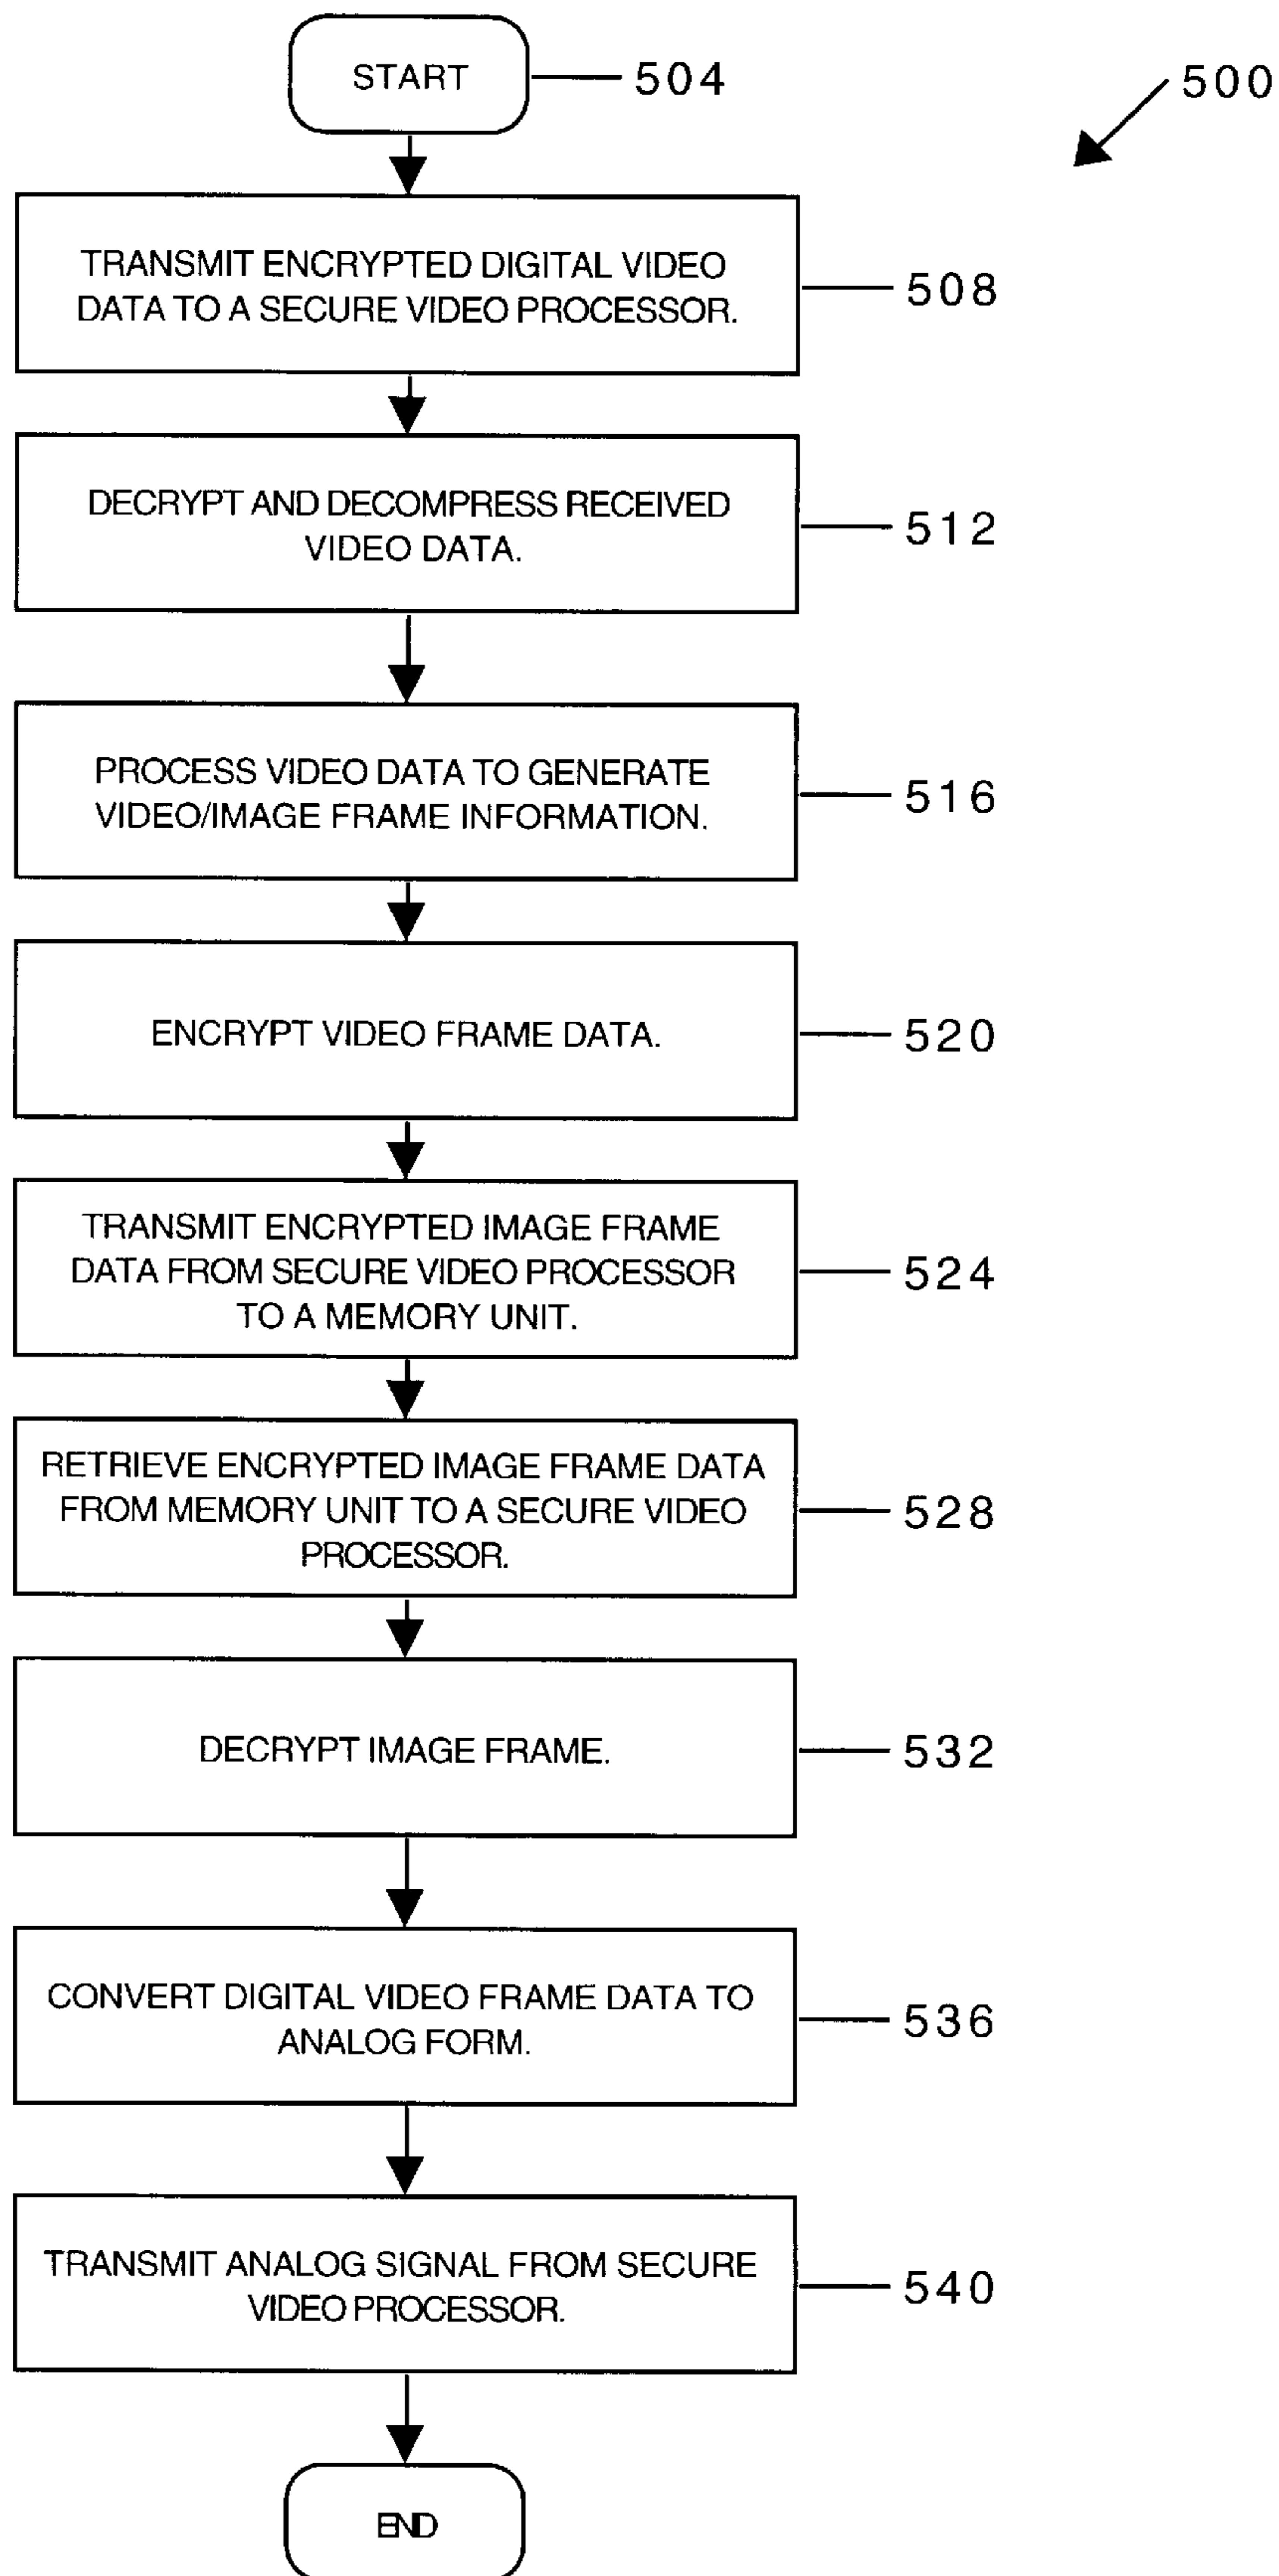 START
504
500
TRANSMIT ENCRYPTED DIGITAL VIDEO
DATA TO A SECURE VIDEO PROCESSOR.
508
DECRYPT AND DECOMPRESS RECEIVED
VIDEO DATA.
512
PROCESS VIDEO DATA TO GENERATE
VIDEO/IMAGE FRAME INFORMATION.
516
ENCRYPT VIDEO FRAME DATA.
520
TRANSMIT ENCRYPTED IMAGE FRAME
DATA FROM SECURE VIDEO PROCESSOR
TO A MEMORY UNIT.
524
RETRIEVE ENCRYPTED IMAGE FRAME DATA
FROM MEMORY UNIT TO A SECURE VIDEO
PROCESSOR.
528
DECRYPT IMAGE FRAME.
532
CONVERT DIGITAL VIDEO FRAME DATA TO
ANALOG FORM.
536
TRANSMIT ANALOG SIGNAL FROM SECURE
VIDEO PROCESSOR.
540
END